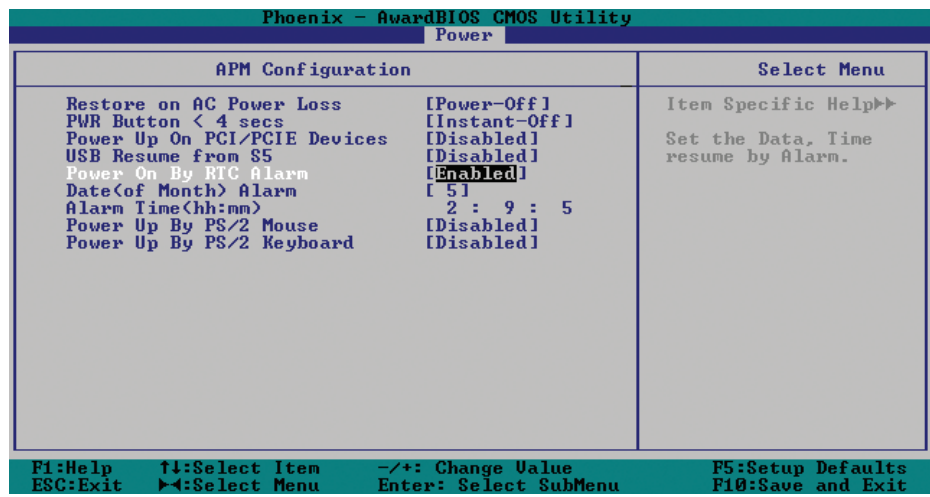 Phoenix - AwardBIOS CMOS Utility
Power
APM Configuration
Select Menu
Restore on AC Power Loss [Power-Off]
PWR Button < 4 secs [Instant-Off]
Power Up On PCI/PCIE Devices [Disabled]
USB Resume from S5 [Disabled]
Power On By RTC Alarm [Enabled]
Date(of Month) Alarm [ 5]
Alarm Time(hh:mm) 2 : 9 : 5
Power Up By PS/2 Mouse [Disabled]
Power Up By PS/2 Keyboard [Disabled]
Item Specific Help▶▶
Set the Data, Time
resume by Alarm.
F1:Help ↑↓:Select Item -/+: Change Value F5:Setup Defaults
ESC:Exit ▶◀:Select Menu Enter: Select SubMenu F10:Save and Exit